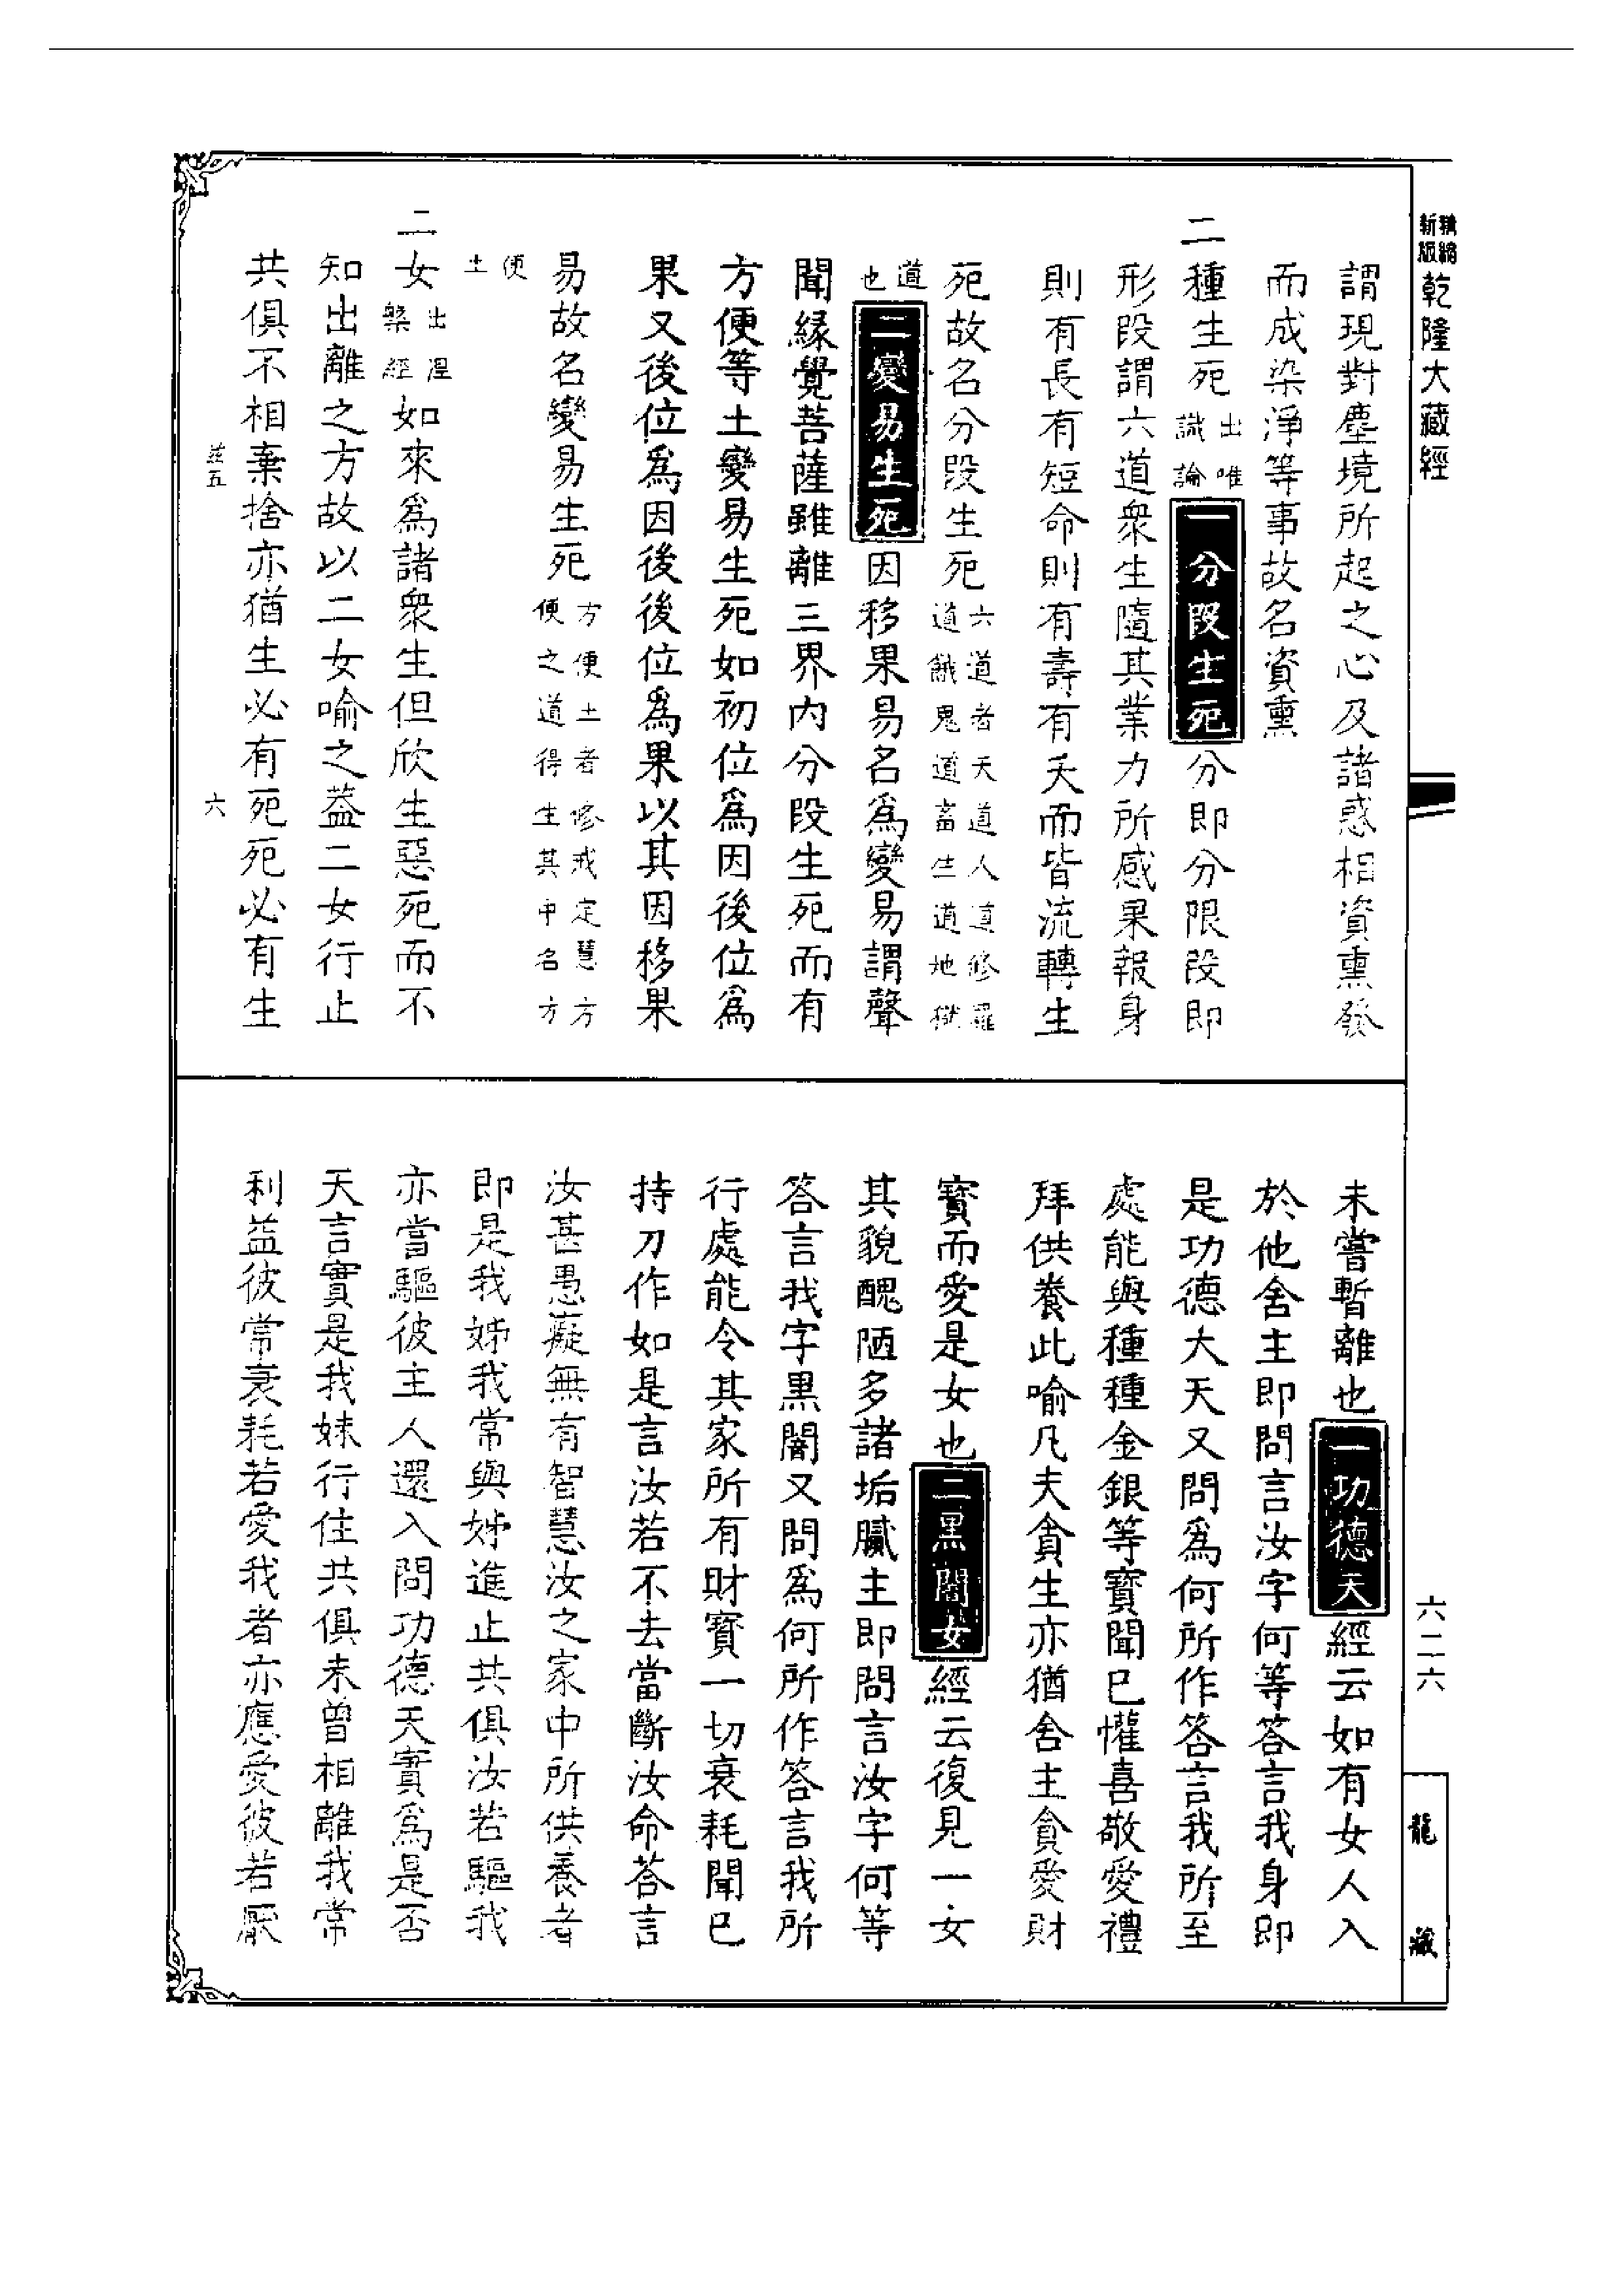 謂現對塵境所起之心及諸惑相資熏發
而成染淨等事故名資熏
二種生死出唯識論一分段生死分即分限段即
形段謂六道衆生隨其業力所感果報身
則有長有短命則有壽有夭而皆流轉生
死故名分段生死六道者天道人道修羅道餓鬼道畜生道地獄
道也二變易生死因移果易名爲變易謂聲
聞緣覺菩薩雖離三界內分段生死而有
方便等土變易生死如初位爲因後位爲
果又後位爲因後後位爲果以其因移果
易故名變易生死方便土者修戒定慧方便之道得生其中名方
便土
二女出涅槃經如來爲諸衆生但欣生惡死而不
知出離之方故以二女喻之葢二女行止
共俱不相棄捨亦猶生必有死死必有生
六
未嘗暫離也一功德天經云如有女人入
於他舍主即問言汝字何等答言我身即
是功德大天又問爲何所作答言我所至
處能與種種金銀等寶聞已懽喜敬愛禮
拜供養此喻凡夫貪生亦猶舍主貪愛財
寶而愛是女也二黑闇女經云復見一女
其貌醜陋多諸垢膩主即問言汝字何等
答言我字黑闇又問爲何所作答言我所
行處能令其家所有財寶一切衰耗聞已
持刀作如是言汝若不去當斷汝命荅言
汝甚愚癡無有智慧汝之家中所供養者
即是我姊我常與姊進止共俱汝若驅我
亦當驅彼主人還入問功德天實爲是否
天言實是我妹行住共俱未曾相離我常
利益彼常衰耗若愛我者亦應愛彼若厭
精縮新版乾隆大藏經
六二六
龍藏